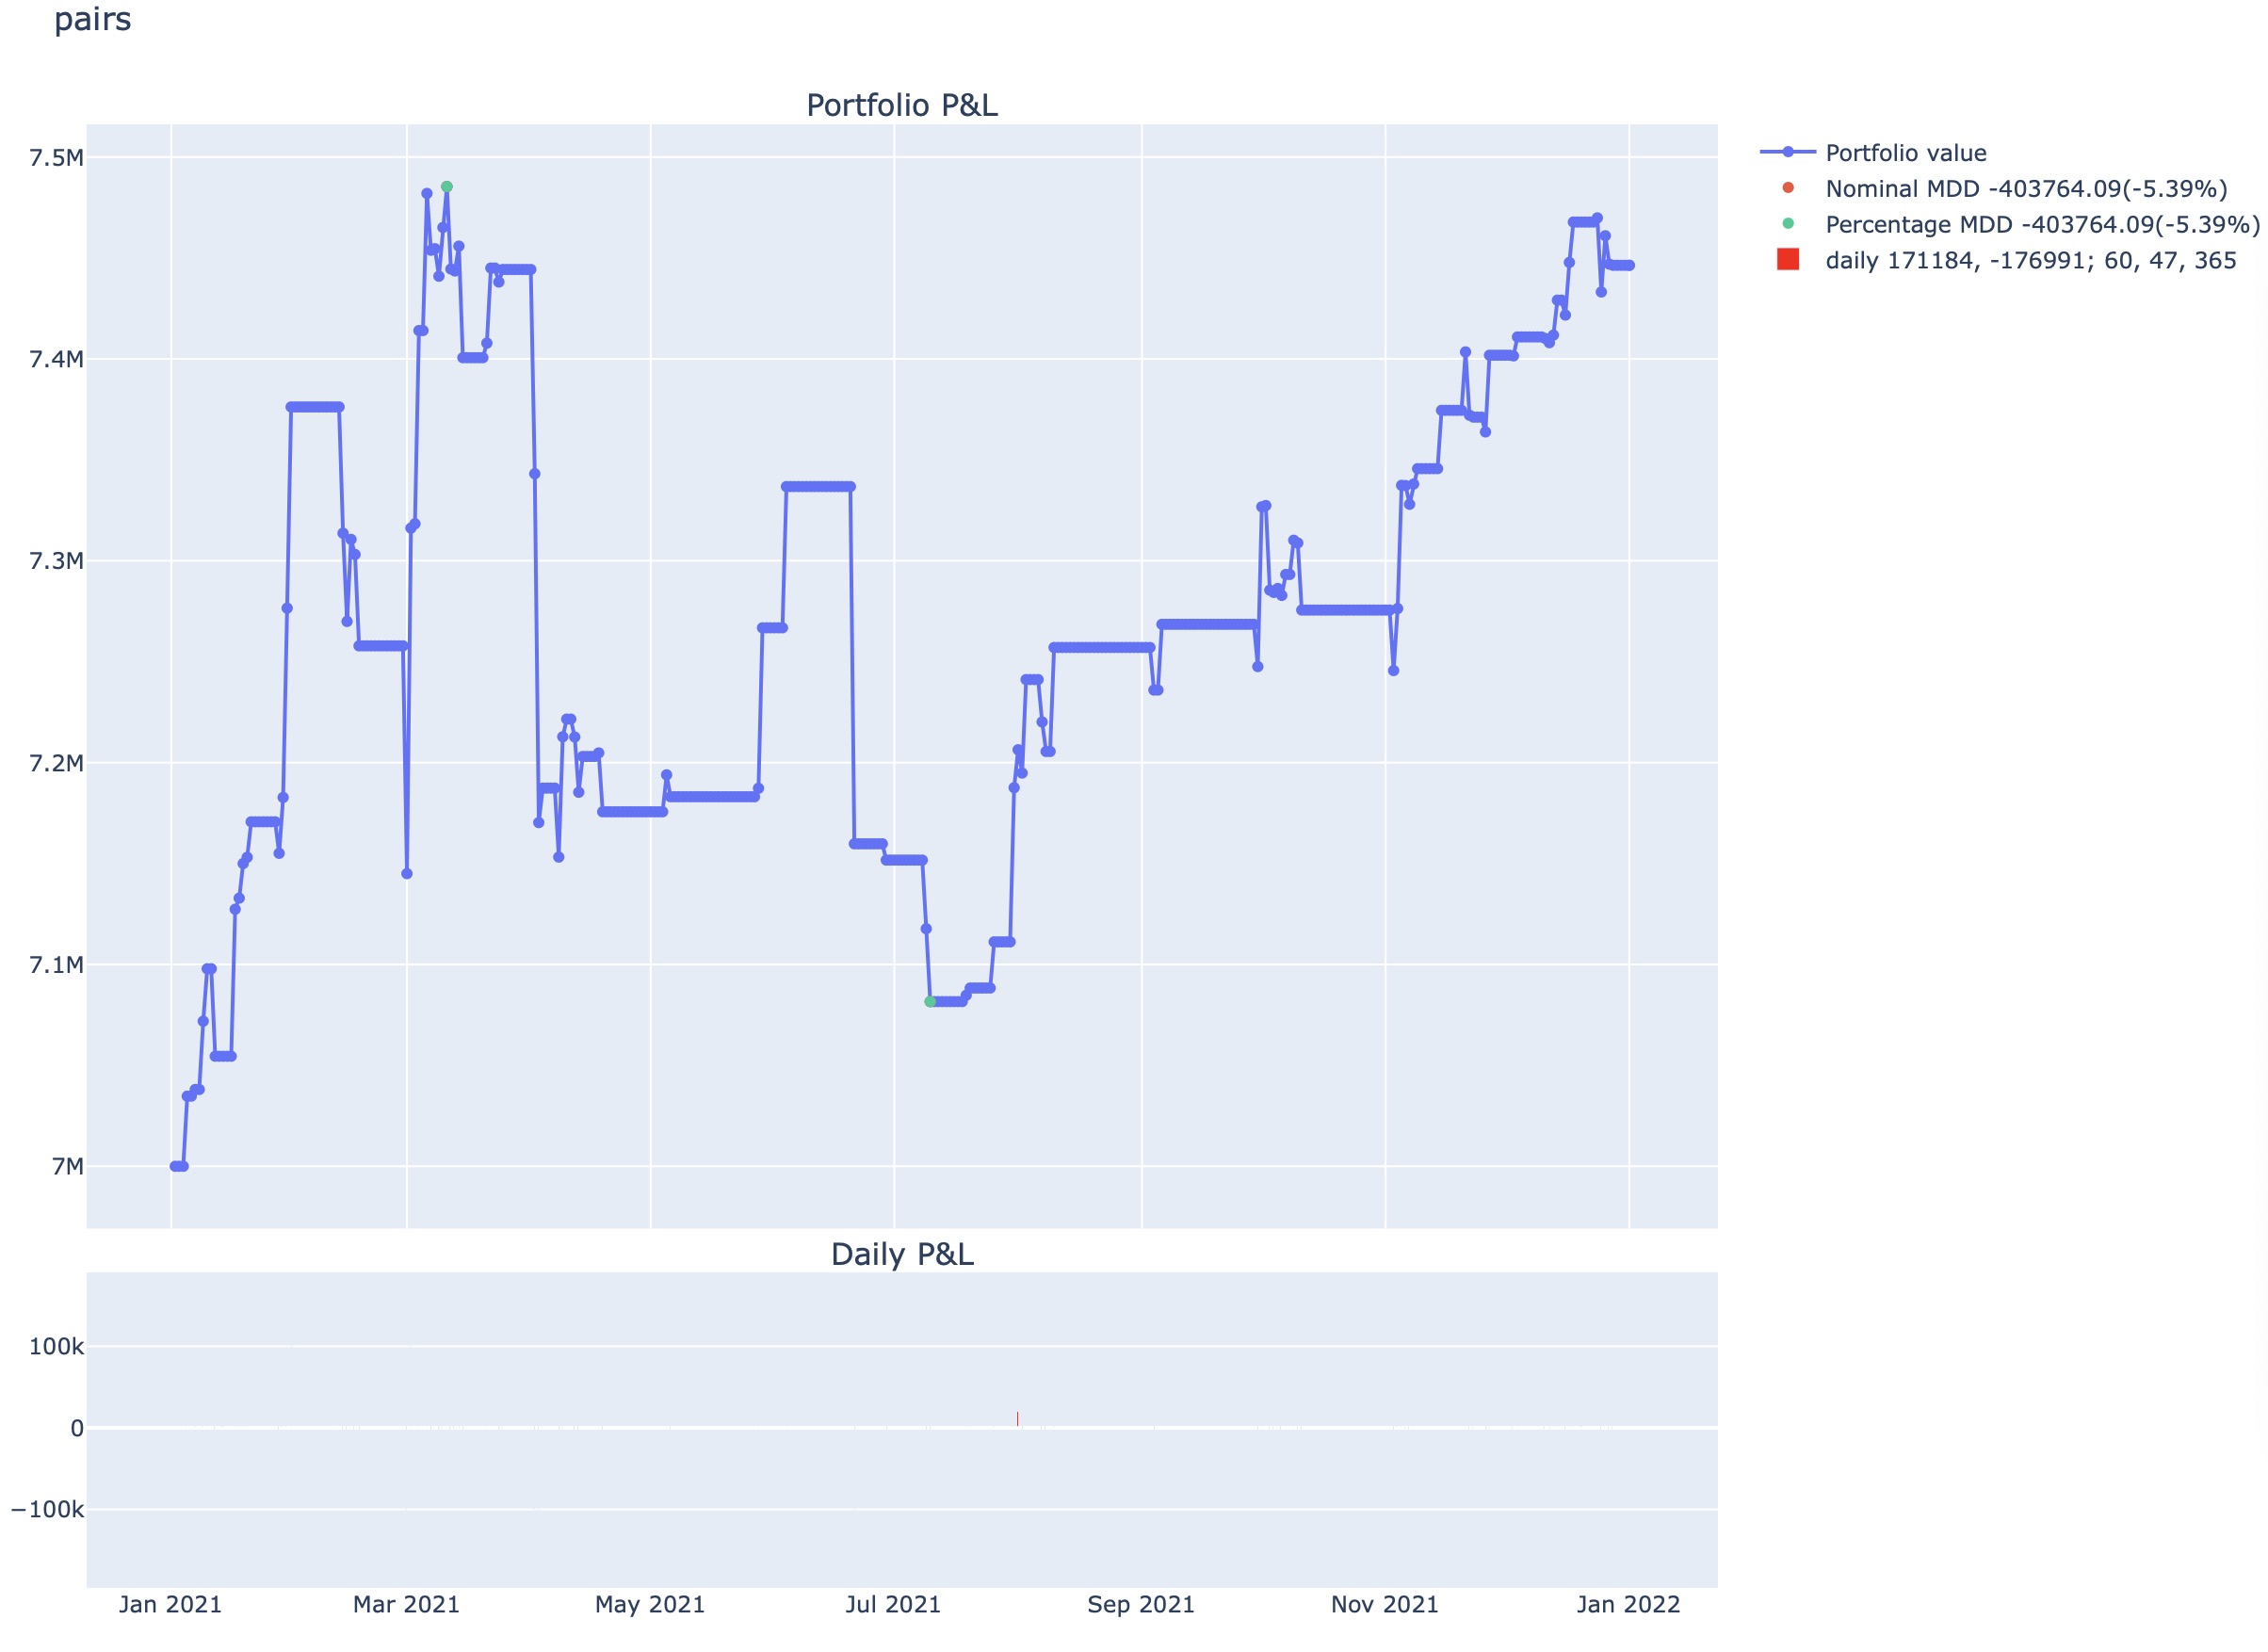 pairs
Portfolio P&L
7.5M
7.4M
7.3M
7.2M
7.1M
7M
Portfolio value
Nominal MDD -403764.09(-5.39%)
Percentage MDD -403764.09(-5.39%)
daily 171184, -176991; 60, 47, 365
Daily P&L
100k
0
−100k
Jan 2021 Mar 2021 May 2021 Jul 2021 Sep 2021 Nov 2021 Jan 2022